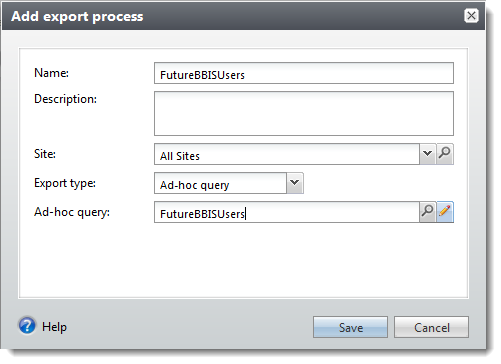 Add export process
Name: FutureBBISUsers
Description:
Site: All Sites
Export type: Ad-hoc query
Ad-hoc query: FutureBBISUsers
Help Save Cancel